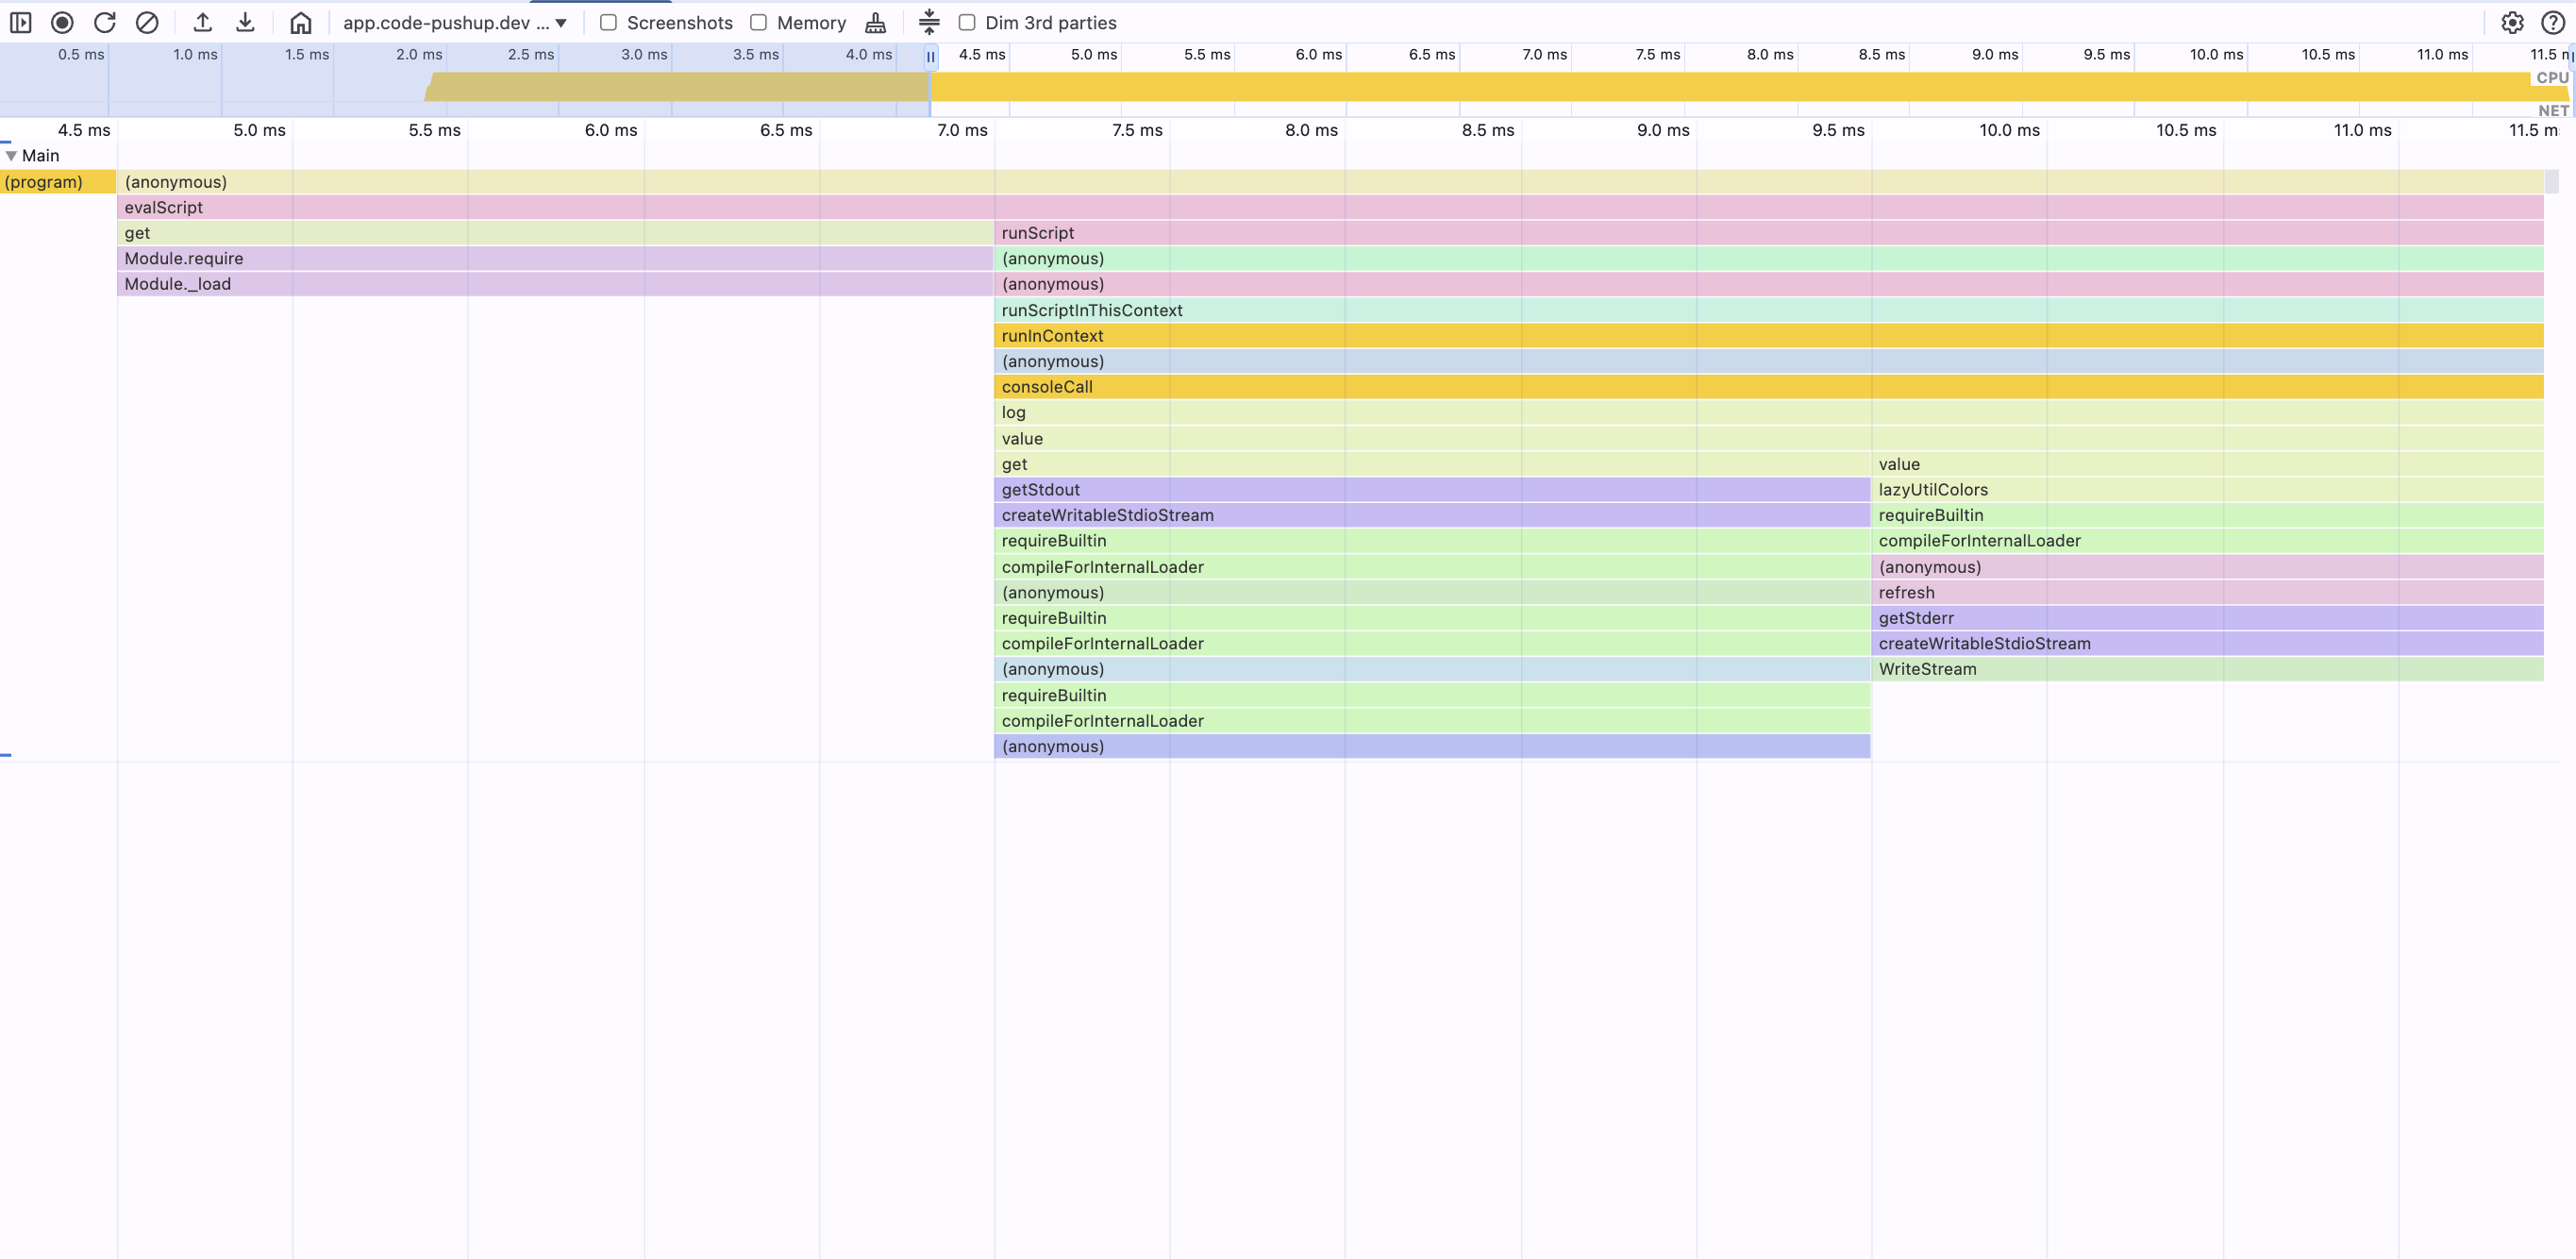 app.code-pushup.dev ... Screenshots Memory Dim 3rd parties
0.5 ms 1.0 ms 1.5 ms 2.0 ms 2.5 ms 3.0 ms 3.5 ms 4.0 ms 4.5 ms 5.0 ms 5.5 ms 6.0 ms 6.5 ms 7.0 ms 7.5 ms 8.0 ms 8.5 ms 9.0 ms 9.5 ms 10.0 ms 10.5 ms 11.0 ms 11.5 m
CPU
NET
4.5 ms 5.0 ms 5.5 ms 6.0 ms 6.5 ms 7.0 ms 7.5 ms 8.0 ms 8.5 ms 9.0 ms 9.5 ms 10.0 ms 10.5 ms 11.0 ms 11.5 m
Main
(program) (anonymous)
evalScript
get runScript
Module.require (anonymous)
Module._load (anonymous)
runScriptInThisContext
runInContext
(anonymous)
consoleCall
log
value
get value
getStdout lazyUtilColors
createWritableStdioStream requireBuiltin
requireBuiltin compileForInternalLoader
compileForInternalLoader (anonymous)
(anonymous) refresh
requireBuiltin getStderr
compileForInternalLoader createWritableStdioStream
(anonymous) WriteStream
requireBuiltin
compileForInternalLoader
(anonymous)